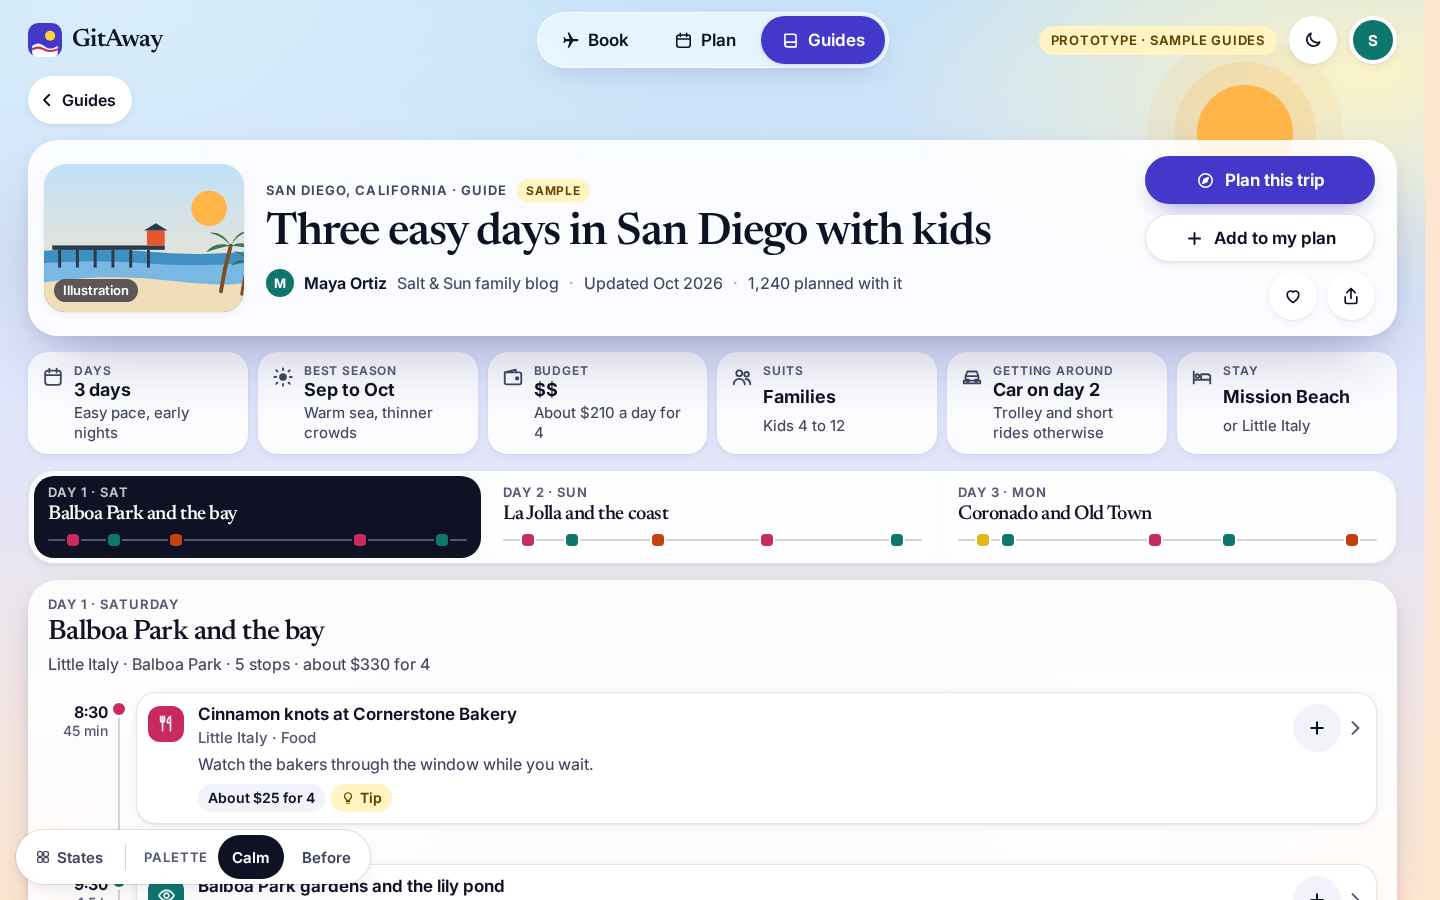 GitAway
Book
Plan
Guides
PROTOTYPE · SAMPLE GUIDES
S
Guides
Illustration
SAN DIEGO, CALIFORNIA · GUIDE SAMPLE
Three easy days in San Diego with kids
M Maya Ortiz Salt & Sun family blog · Updated Oct 2026 · 1,240 planned with it
Plan this trip
Add to my plan
DAYS
3 days
Easy pace, early
nights
BEST SEASON
Sep to Oct
Warm sea, thinner
crowds
BUDGET
$$
About $210 a day for
4
SUITS
Families
Kids 4 to 12
GETTING AROUND
Car on day 2
Trolley and short
rides otherwise
STAY
Mission Beach
or Little Italy
DAY 1 · SAT
Balboa Park and the bay
DAY 2 · SUN
La Jolla and the coast
DAY 3 · MON
Coronado and Old Town
DAY 1 · SATURDAY
Balboa Park and the bay
Little Italy · Balboa Park · 5 stops · about $330 for 4
8:30
45 min
Cinnamon knots at Cornerstone Bakery
Little Italy · Food
Watch the bakers through the window while you wait.
About $25 for 4
Tip
States
PALETTE
Calm
Before
9:30
Balboa Park gardens and the lily pond